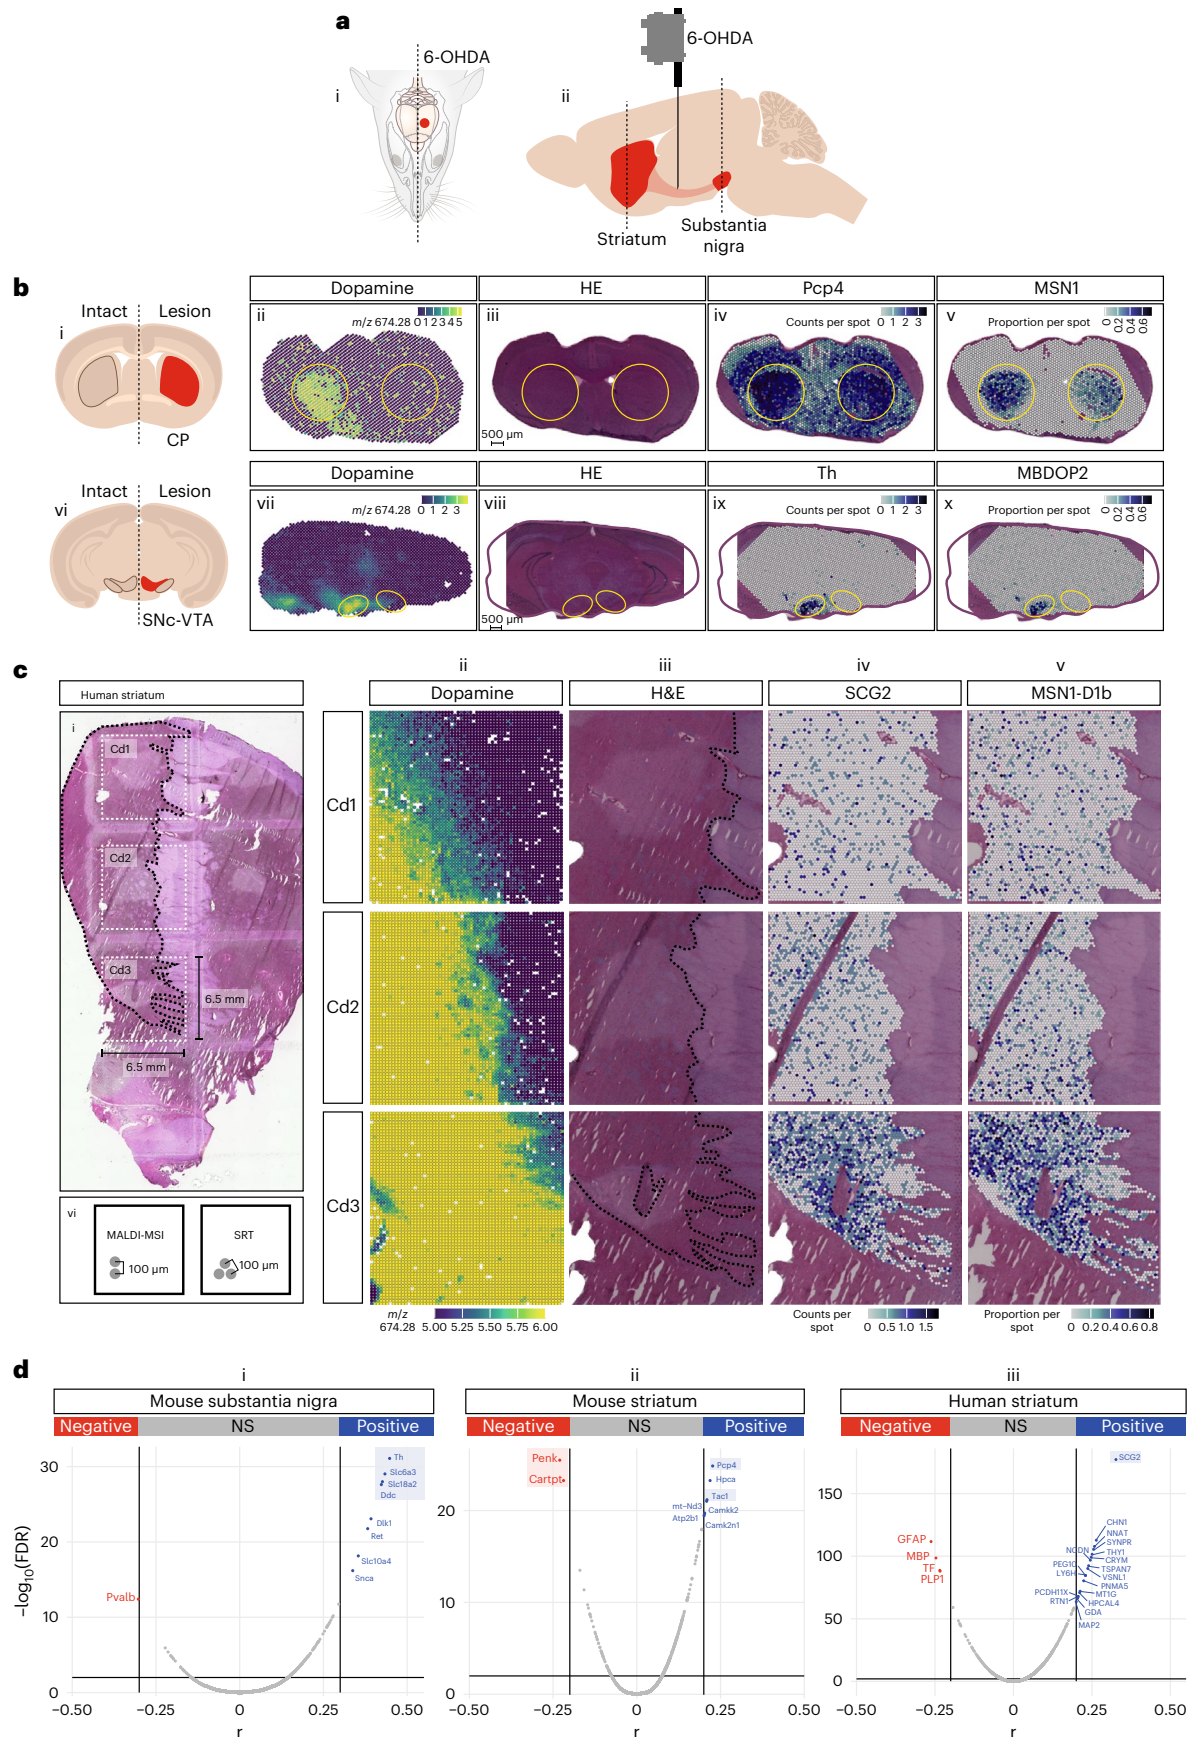 a
6-OHDA
i
ii
6-OHDA
Striatum
Substantia
nigra
b
Intact
Lesion
i
CP
Dopamine
HE
Pcp4
MSN1
ii
m/z 674.28
0 1 2 3 4 5
iii
500 µm
iv
Counts per spot
0 1 2 3
v
Proportion per spot
0
0.2
0.4
0.6
Intact
Lesion
vi
SNc-VTA
Dopamine
HE
Th
MBDOP2
vii
m/z 674.28
0 1 2 3
viii
500 µm
ix
Counts per spot
0 1 2 3
x
Proportion per spot
0
0.2
0.4
0.6
c
Human striatum
i
Cd1
Cd2
Cd3
6.5 mm
6.5 mm
vi
MALDI-MSI
100 µm
SRT
100 µm
ii
iii
iv
v
Dopamine
H&E
SCG2
MSN1-D1b
Cd1
Cd2
Cd3
m/z
674.28
5.00 5.25 5.50 5.75 6.00
Counts per
spot
0 0.5 1.0 1.5
Proportion per
spot
0 0.2 0.4 0.6 0.8
d
i
Mouse substantia nigra
Negative
NS
Positive
−log10(FDR)
30
20
10
0
Th
Slc6a3
Slc18a2
Ddc
Dlk1
Ret
Slc10a4
Snca
Pvalb
−0.50 −0.25 0 0.25 0.50
r
ii
Mouse striatum
Negative
NS
Positive
20
10
0
Penk
Cartpt
Pcp4
Hpca
Tac1
mt-Nd3
Camkk2
Atp2b1
Camk2n1
−0.50 −0.25 0 0.25 0.50
r
iii
Human striatum
Negative
NS
Positive
150
100
50
0
GFAP
MBP
TF
PLP1
SCG2
CHN1
NNAT
SYNPR
NCDN
THY1
CRYM
PEG10
TSPAN7
LY6H
VSNL1
PNMA5
PCDH11X
MT1G
RTN1
HPCAL4
GDA
MAP2
−0.50 −0.25 0 0.25 0.50
r